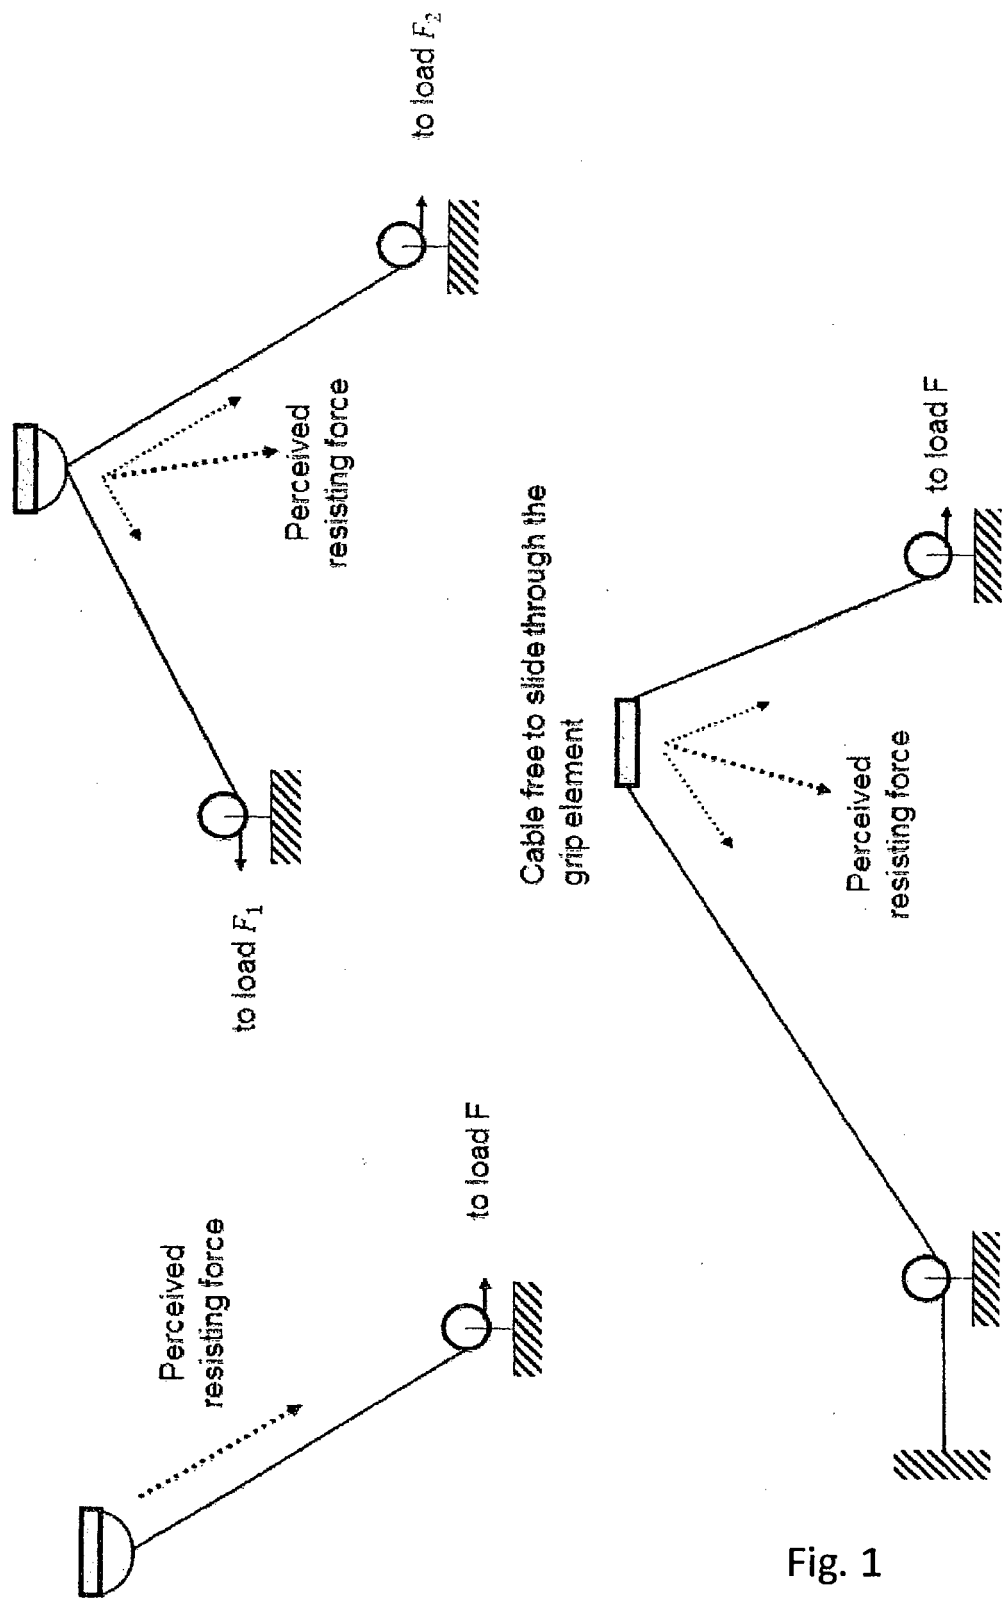 Perceived
resisting force
to load F
to load F₁
Perceived
resisting force
to load F₂
Cable free to slide through the
grip element
Perceived
resisting force
to load F
Fig. 1